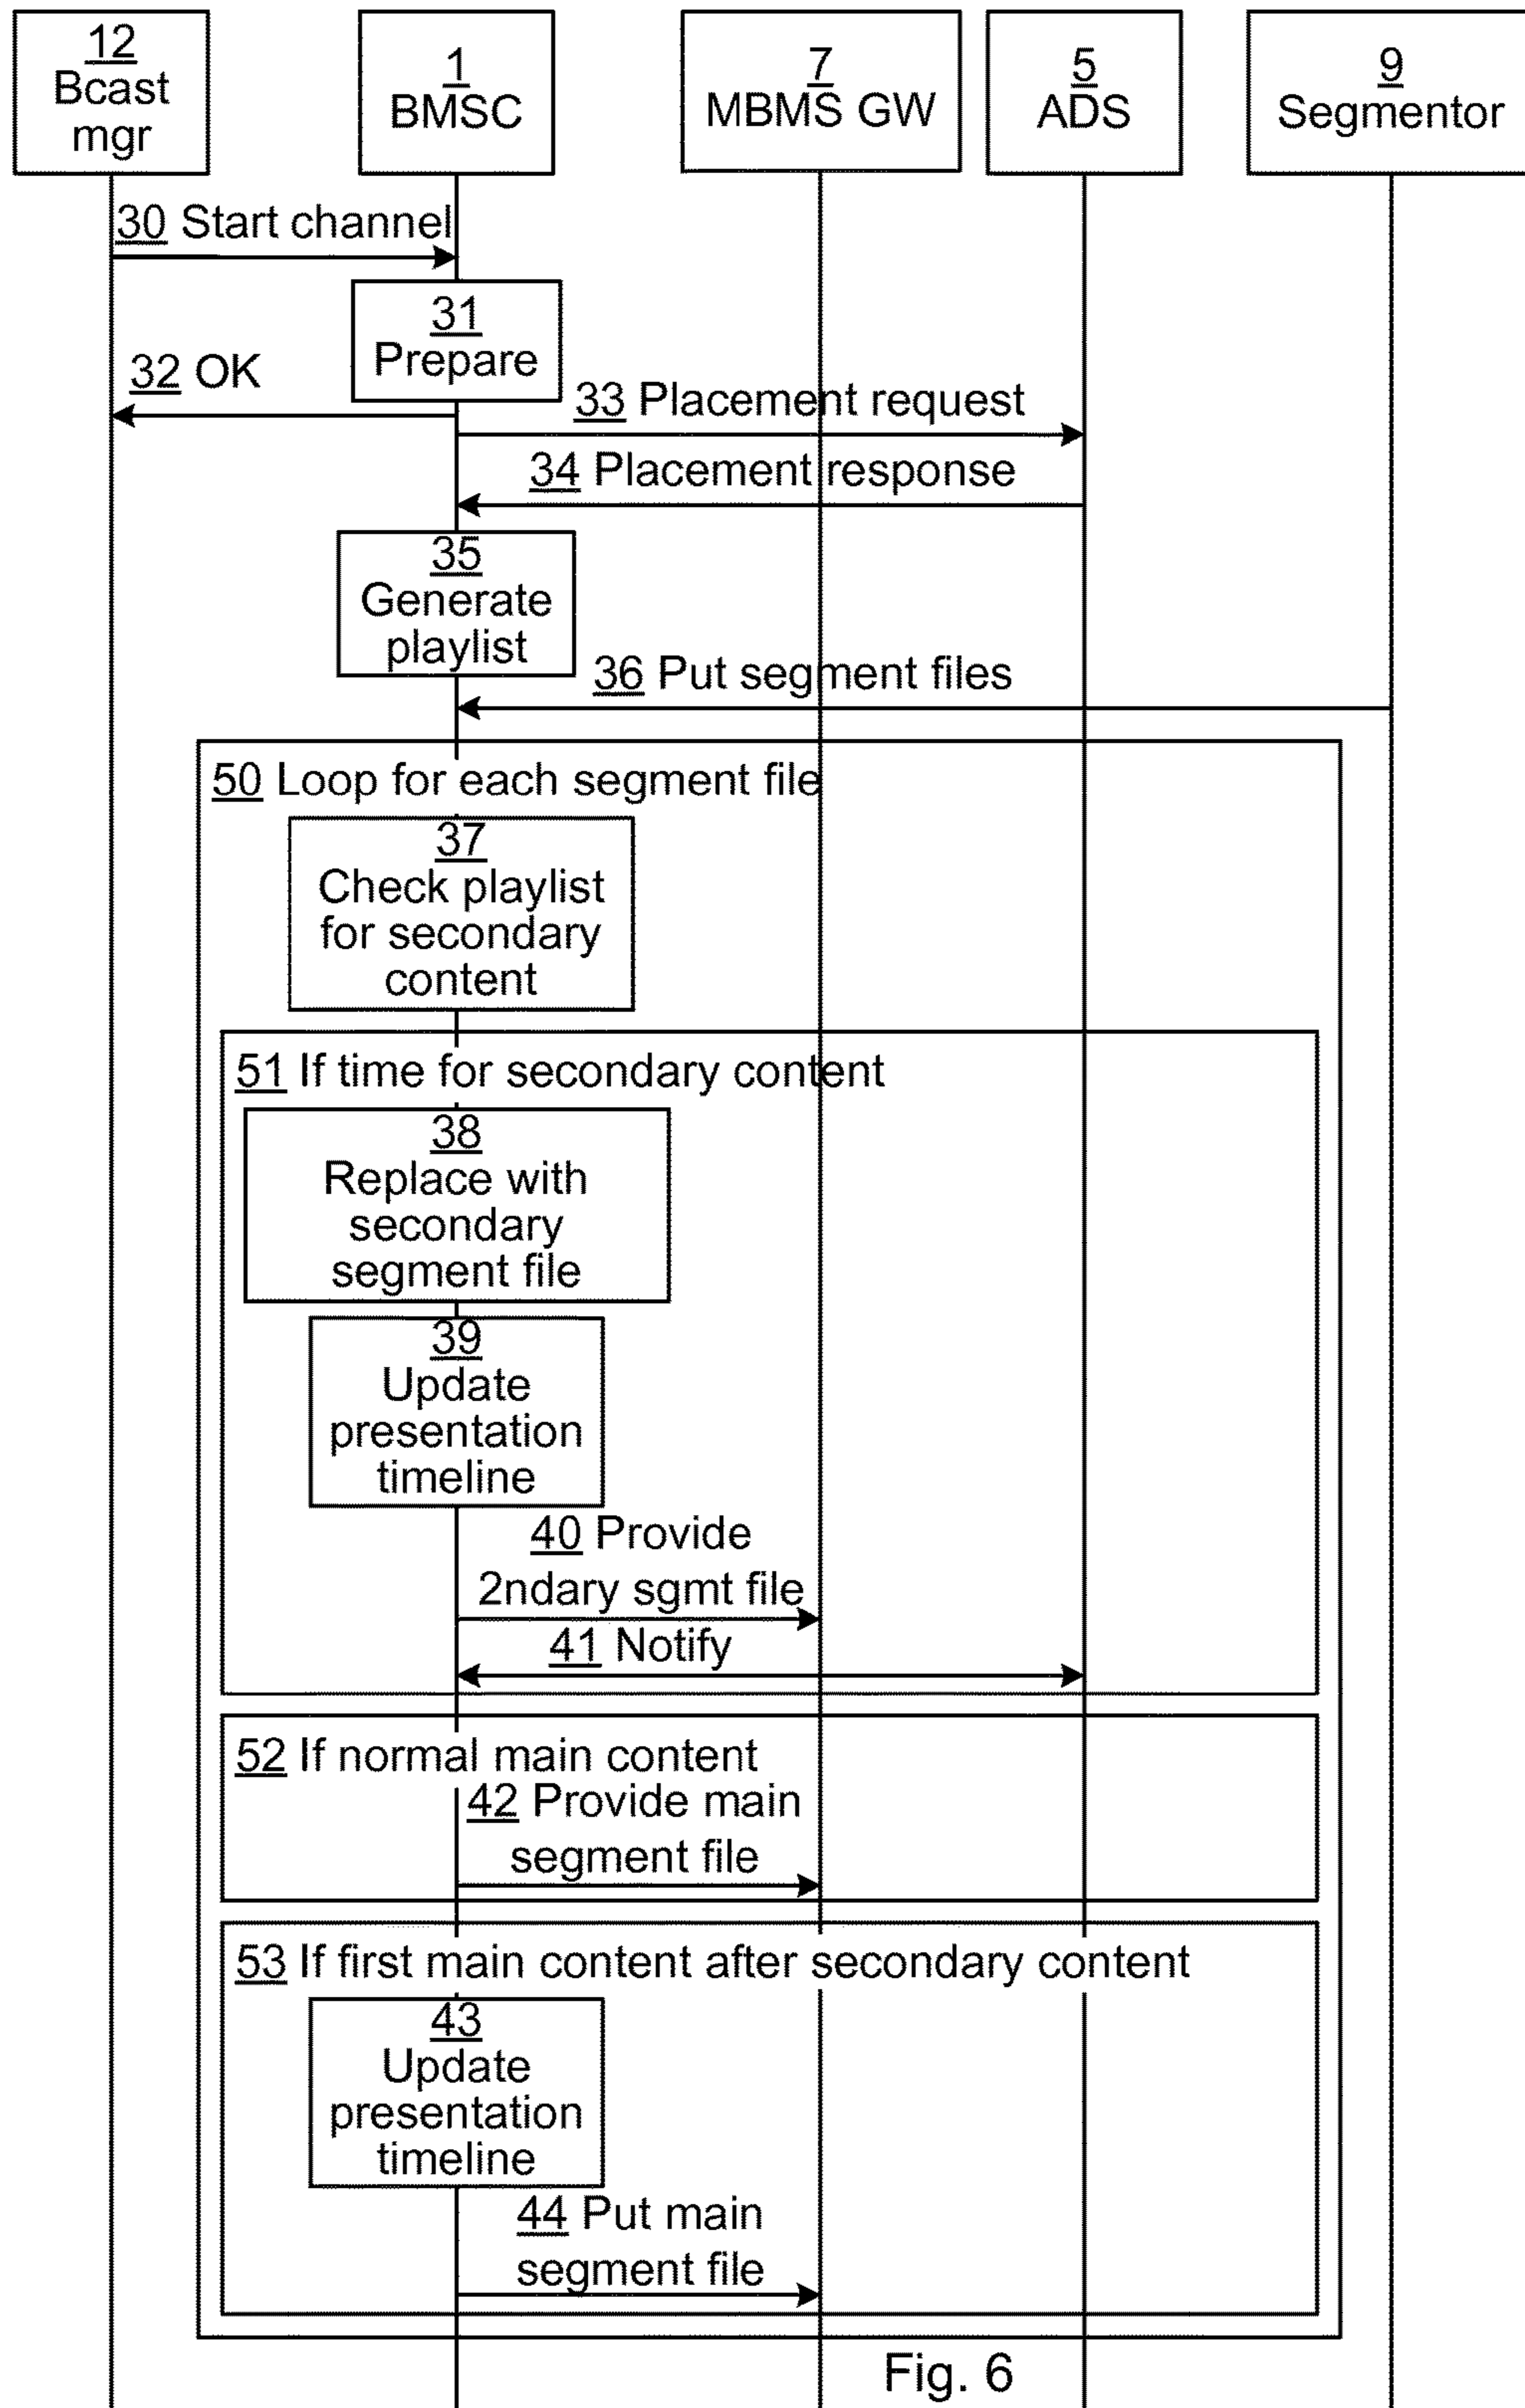 12
Bcast
mgr
1
BMSC
7
MBMS GW
5
ADS
9
Segmentor
30 Start channel
31
Prepare
32 OK
33 Placement request
34 Placement response
35
Generate
playlist
36 Put segment files
50 Loop for each segment file
37
Check playlist
for secondary
content
51 If time for secondary content
38
Replace with
secondary
segment file
39
Update
presentation
timeline
40 Provide
2ndary sgmt file
41 Notify
52 If normal main content
42 Provide main
segment file
53 If first main content after secondary content
43
Update
presentation
timeline
44 Put main
segment file
Fig. 6